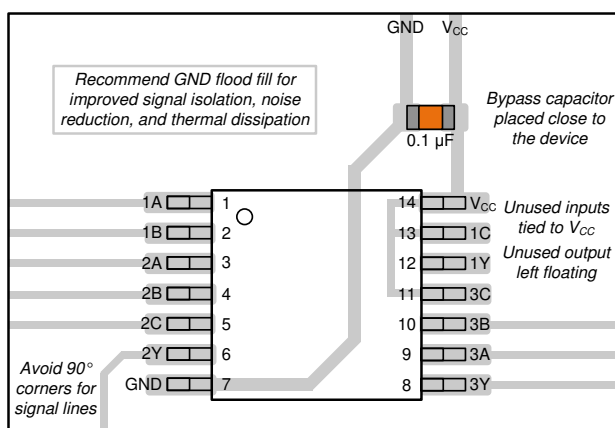 GND VCC
Recommend GND flood fill for
improved signal isolation, noise
reduction, and thermal dissipation
Bypass capacitor
placed close to
the device
0.1 µF
1A 1 14 VCC
Unused inputs
tied to VCC
1B 2 13 1C
2A 3 12 1Y
Unused output
left floating
2B 4 11 3C
2C 5 10 3B
2Y 6 9 3A
GND 7 8 3Y
Avoid 90°
corners for
signal lines